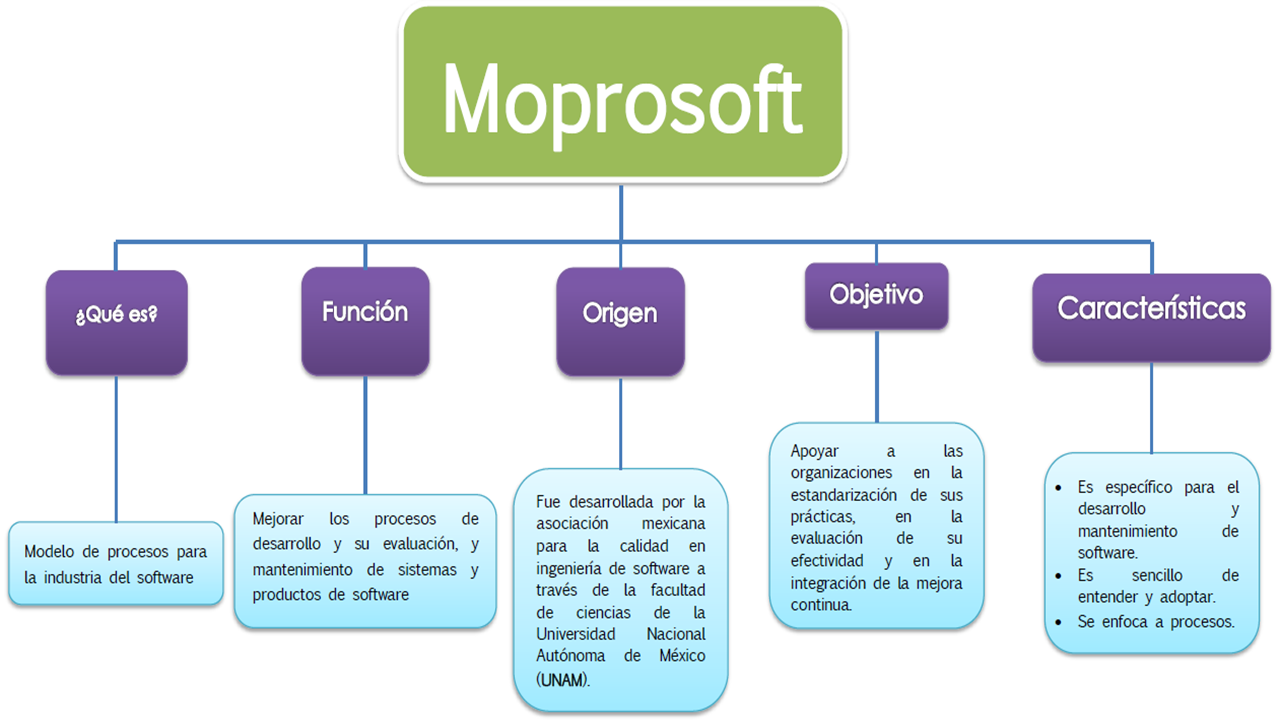 Moprosoft
¿Qué es?
Modelo de procesos para
la industria del software
Función
Mejorar los procesos de
desarrollo y su evaluación, y
mantenimiento de sistemas y
productos de software
Origen
Fue desarrollada por la
asociación mexicana
para la calidad en
ingeniería de software a
través de la facultad
de ciencias de la
Universidad Nacional
Autónoma de México
(UNAM).
Objetivo
Apoyar a las
organizaciones en la
estandarización de sus
prácticas, en la
evaluación de su
efectividad y en la
integración de la mejora
continua.
Características
• Es específico para el
desarrollo y
mantenimiento de
software.
• Es sencillo de
entender y adoptar.
• Se enfoca a procesos.